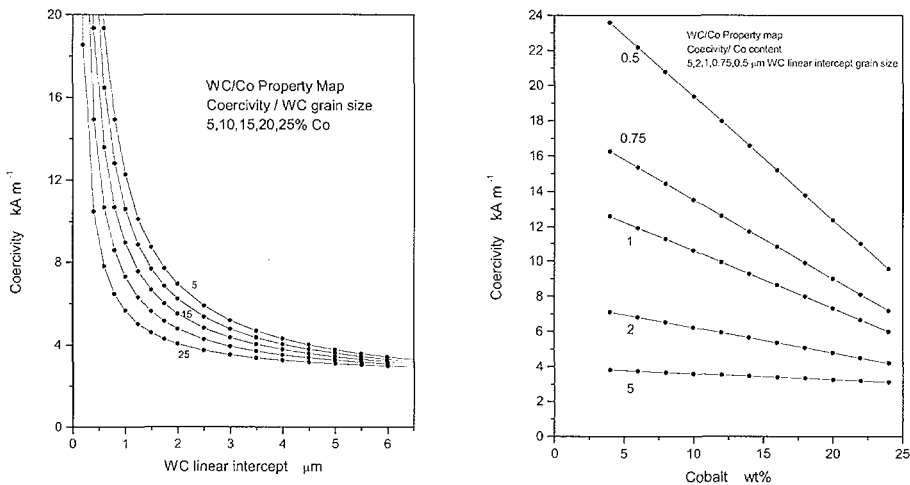 20
16
12
8
4
0
Coercivity kA m⁻¹
WC/Co Property Map
Coercivity / WC grain size
5,10,15,20,25% Co
5
15
25
0 1 2 3 4 5 6
WC linear intercept μm
24
22
20
18
16
14
12
10
8
6
4
2
0
Coercivity kA m⁻¹
WC/Co Property map
Coecivity/ Co content
5,2,1,0.75,0.5 μm WC linear intercept grain size
0.5
0.75
1
2
5
0 5 10 15 20 25
Cobalt wt%